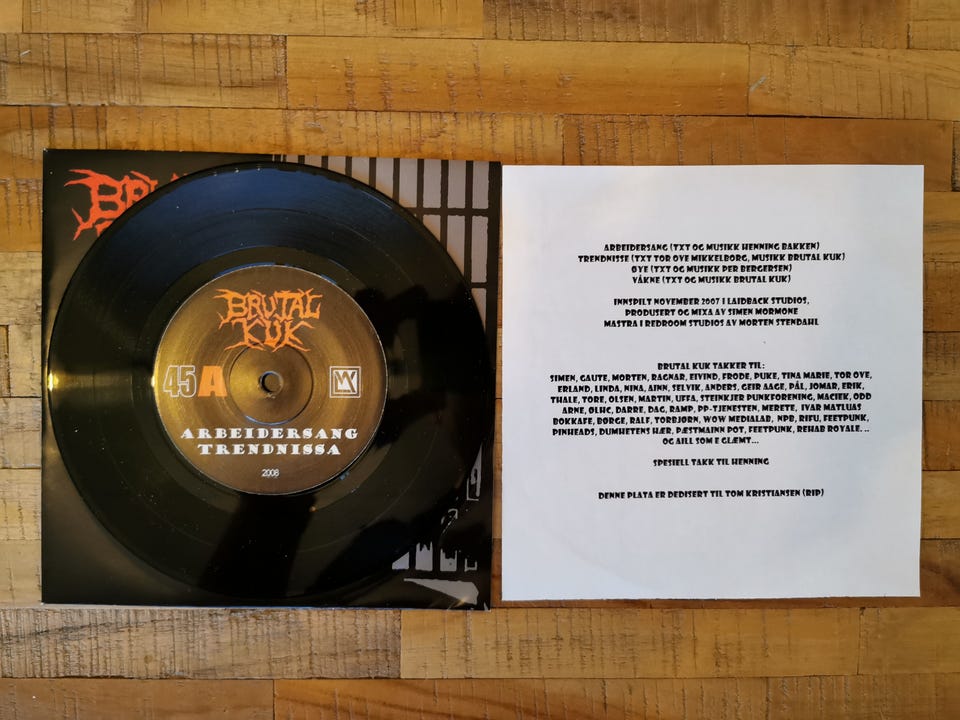 BRUTAL
KUK
45 A
ARBEIDERSANG
TRENDNISSA
2008
ARBEIDERSANG (TXT OG MUSIKK HENNING BAKKEN)
TRENDNISSE (TXT TOR OVE MIKKELBORG, MUSIKK BRUTAL KUK)
ØYE (TXT OG MUSIKK PER BERGERSEN)
VÅKNE (TXT OG MUSIKK BRUTAL KUK)
INNSPILT NOVEMBER 2007 I LAIDBACK STUDIOS,
PRODUSERT OG MIXA AV SIMEN MORMONE
MASTRA I REDROOM STUDIOS AV MORTEN STENDAHL
BRUTAL KUK TAKKER TIL:
SIMEN, GAUTE, MORTEN, RAGNAR, EIVIND, FRODE, PUKE, TINA MARIE, TOR OVE,
ERLAND, LINDA, NINA, AINN, SELVIK, ANDERS, GEIR AAGE, PÅL, JOMAR, ERIK,
THALE, TORE, OLSEN, MARTIN, UFFA, STEINKJER PUNKFORENING, MACIEK, ODD
ARNE, OLHC, DARRE, DAG, RAMP, PP-TJENESTEN, MERETE, IVAR MATLUAS
BOKKAFE, BØRGE, RALF, TORBJØRN, WOW MEDIALAB, NPB, RIFU, FEETPUNK,
PINHEADS, DUMHETENS HÆR, PÆSTMAINN POT, FEETPUNK, REHAB ROYALE. ..
OG AILL SOM E GLÆMT...
SPESIELL TAKK TIL HENNING
DENNE PLATA ER DEDISERT TIL TOM KRISTIANSEN (RIP)